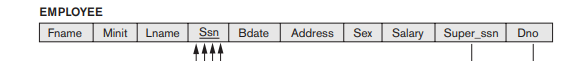 EMPLOYEE
Fname Minit Lname Ssn Bdate Address Sex Salary Super_ssn Dno